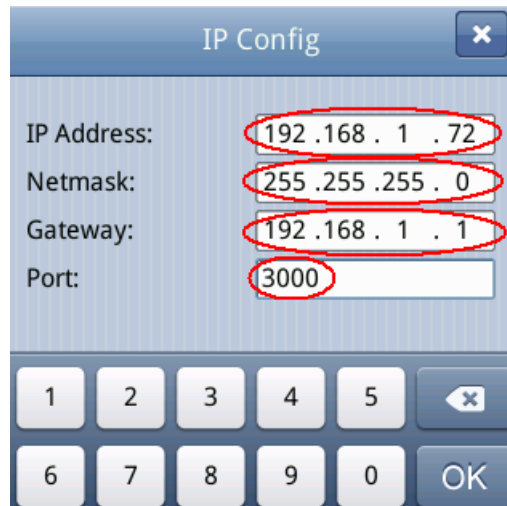 IP Config
IP Address: 192 .168 . 1 . 72
Netmask: 255 .255 .255 . 0
Gateway: 192 .168 . 1 . 1
Port: 3000
1 2 3 4 5
6 7 8 9 0 OK